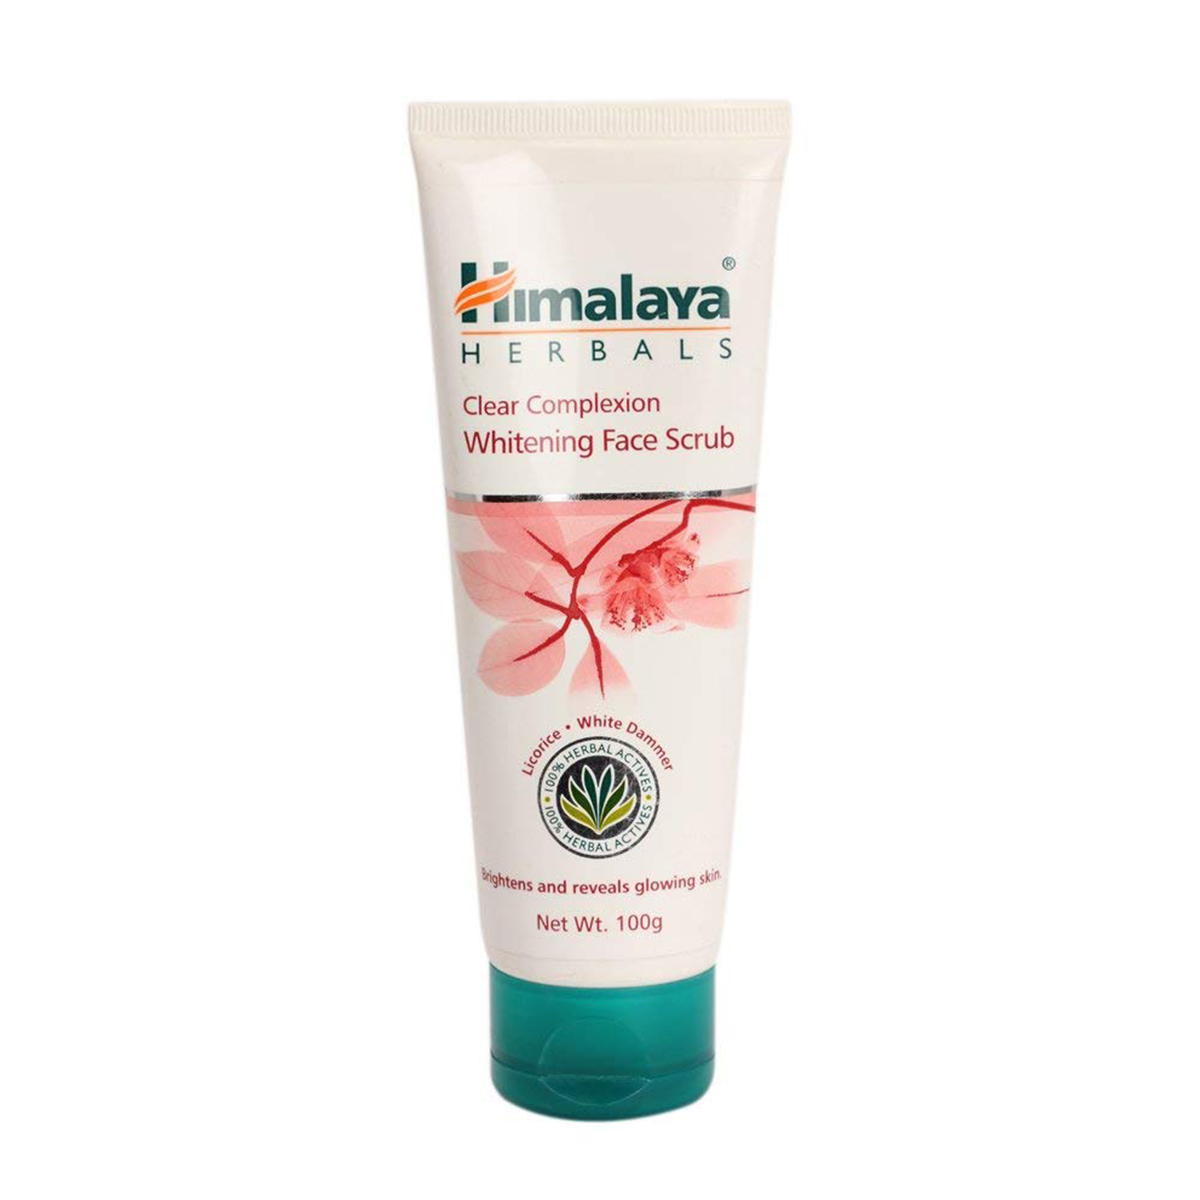 Himalaya®
HERBALS
Clear Complexion
Whitening Face Scrub
Licorice • White Dammer
100% HERBAL ACTIVES •
100% HERBAL ACTIVES •
Brightens and reveals glowing skin.
Net Wt. 100g